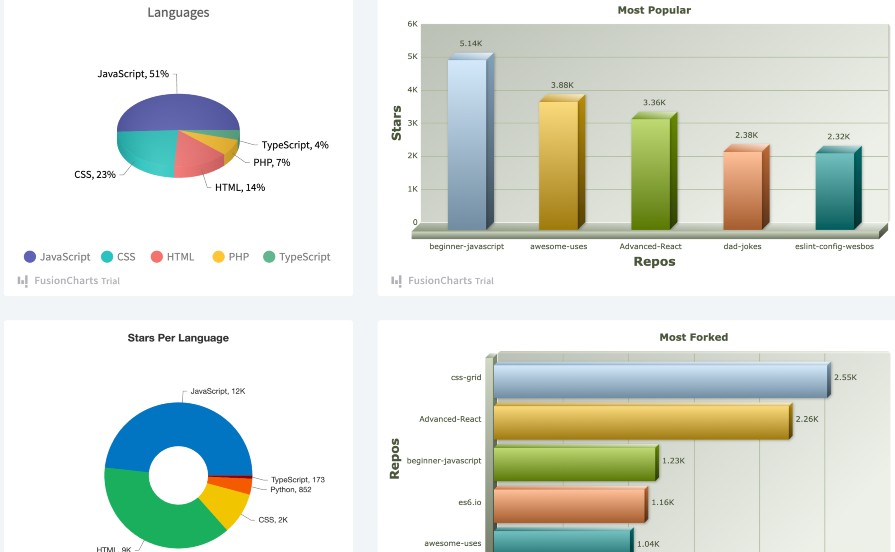 Languages
JavaScript, 51%
TypeScript, 4%
PHP, 7%
CSS, 23%
HTML, 14%
JavaScript
CSS
HTML
PHP
TypeScript
FusionCharts Trial
Most Popular
6K
5K
4K
3K
2K
1K
0
Stars
5.14K
3.88K
3.36K
2.38K
2.32K
beginner-javascript
awesome-uses
Advanced-React
dad-jokes
eslint-config-wesbos
Repos
FusionCharts Trial
Stars Per Language
JavaScript, 12K
TypeScript, 173
Python, 852
CSS, 2K
HTML, 9K
Most Forked
Repos
css-grid
2.55K
Advanced-React
2.26K
beginner-javascript
1.23K
es6.io
1.16K
awesome-uses
1.04K